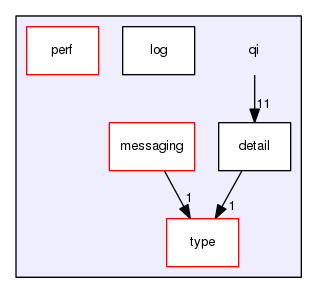 perf
log
qi
11
messaging
detail
1
1
type